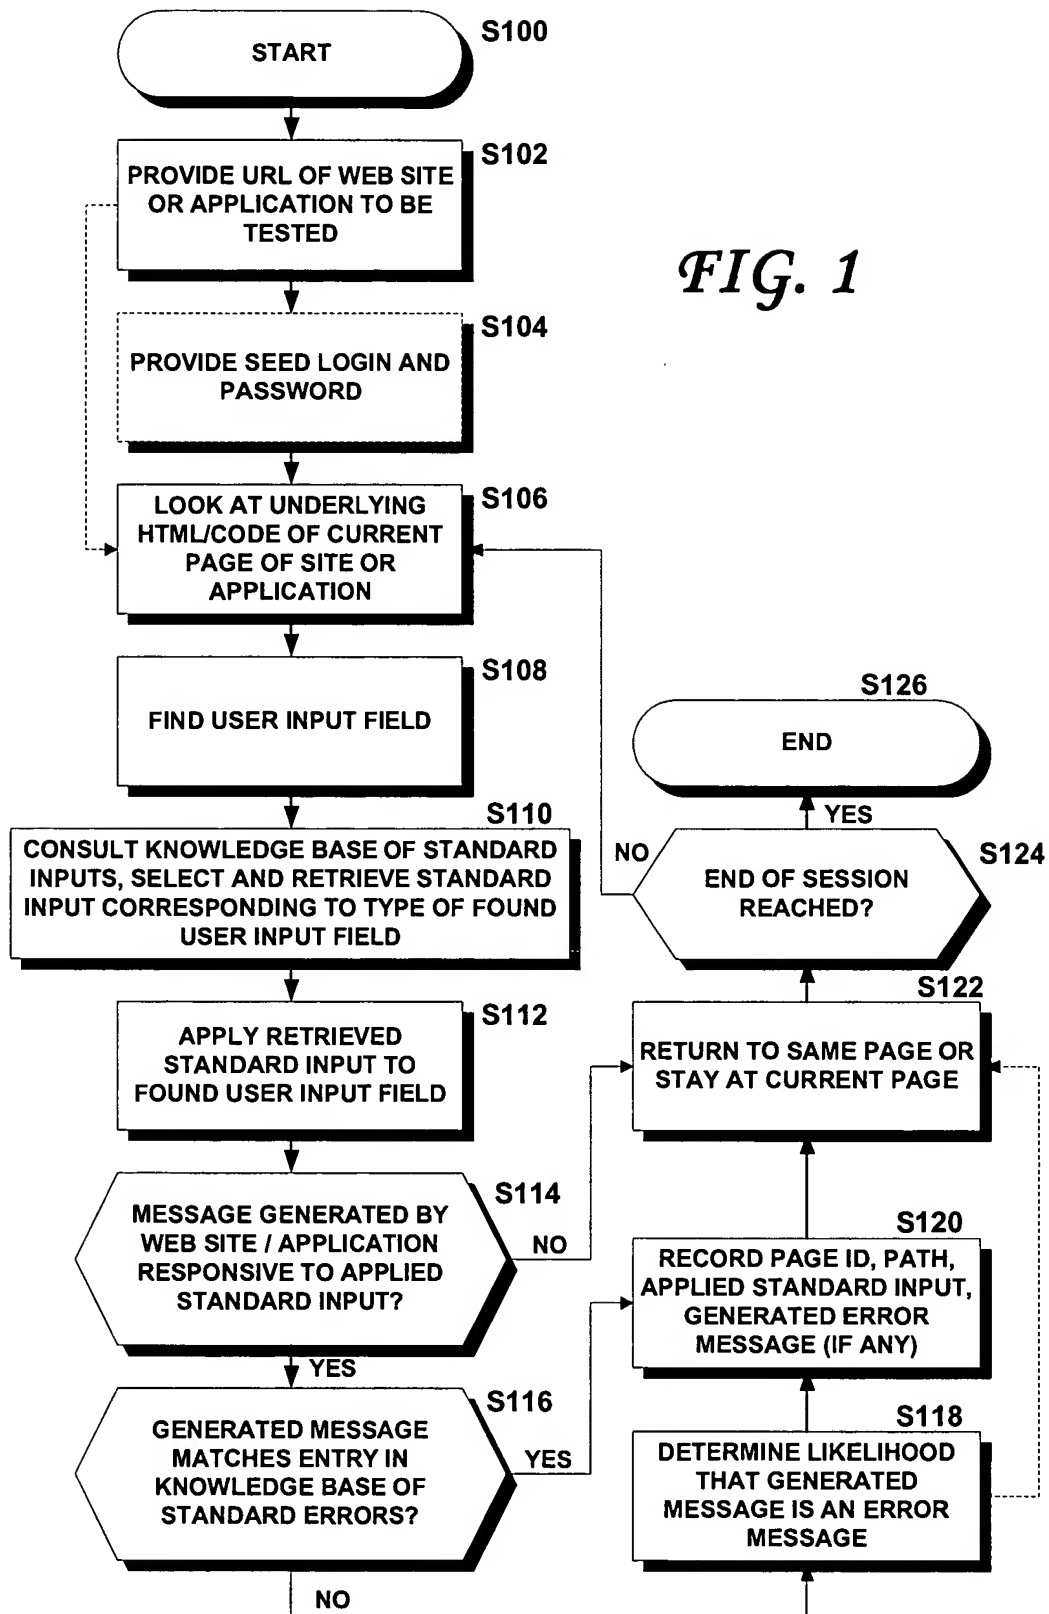 START
S100
PROVIDE URL OF WEB SITE
OR APPLICATION TO BE
TESTED
S102
FIG. 1
PROVIDE SEED LOGIN AND
PASSWORD
S104
LOOK AT UNDERLYING
HTML/CODE OF CURRENT
PAGE OF SITE OR
APPLICATION
S106
FIND USER INPUT FIELD
S108
CONSULT KNOWLEDGE BASE OF STANDARD
INPUTS, SELECT AND RETRIEVE STANDARD
INPUT CORRESPONDING TO TYPE OF FOUND
USER INPUT FIELD
S110
APPLY RETRIEVED
STANDARD INPUT TO
FOUND USER INPUT FIELD
S112
MESSAGE GENERATED BY
WEB SITE / APPLICATION
RESPONSIVE TO APPLIED
STANDARD INPUT?
S114
NO
YES
GENERATED MESSAGE
MATCHES ENTRY IN
KNOWLEDGE BASE OF
STANDARD ERRORS?
S116
YES
NO
S118
DETERMINE LIKELIHOOD
THAT GENERATED
MESSAGE IS AN ERROR
MESSAGE
S120
RECORD PAGE ID, PATH,
APPLIED STANDARD INPUT,
GENERATED ERROR
MESSAGE (IF ANY)
S122
RETURN TO SAME PAGE OR
STAY AT CURRENT PAGE
S124
END OF SESSION
REACHED?
NO
YES
S126
END